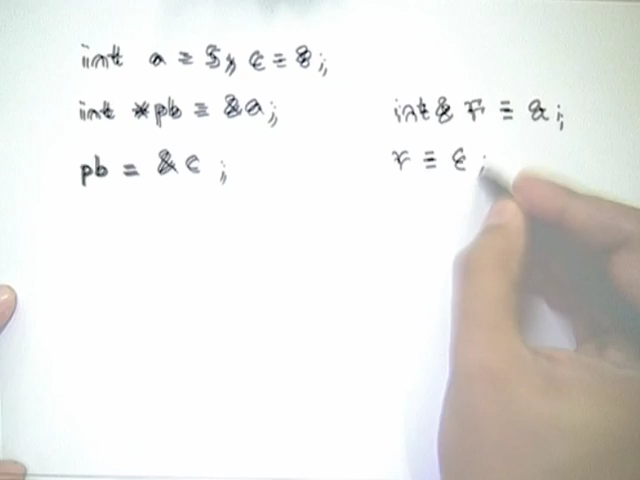 int a = 5, c = 8;
int *pb = &a;
pb = &c;
int& r = a;
r = c;